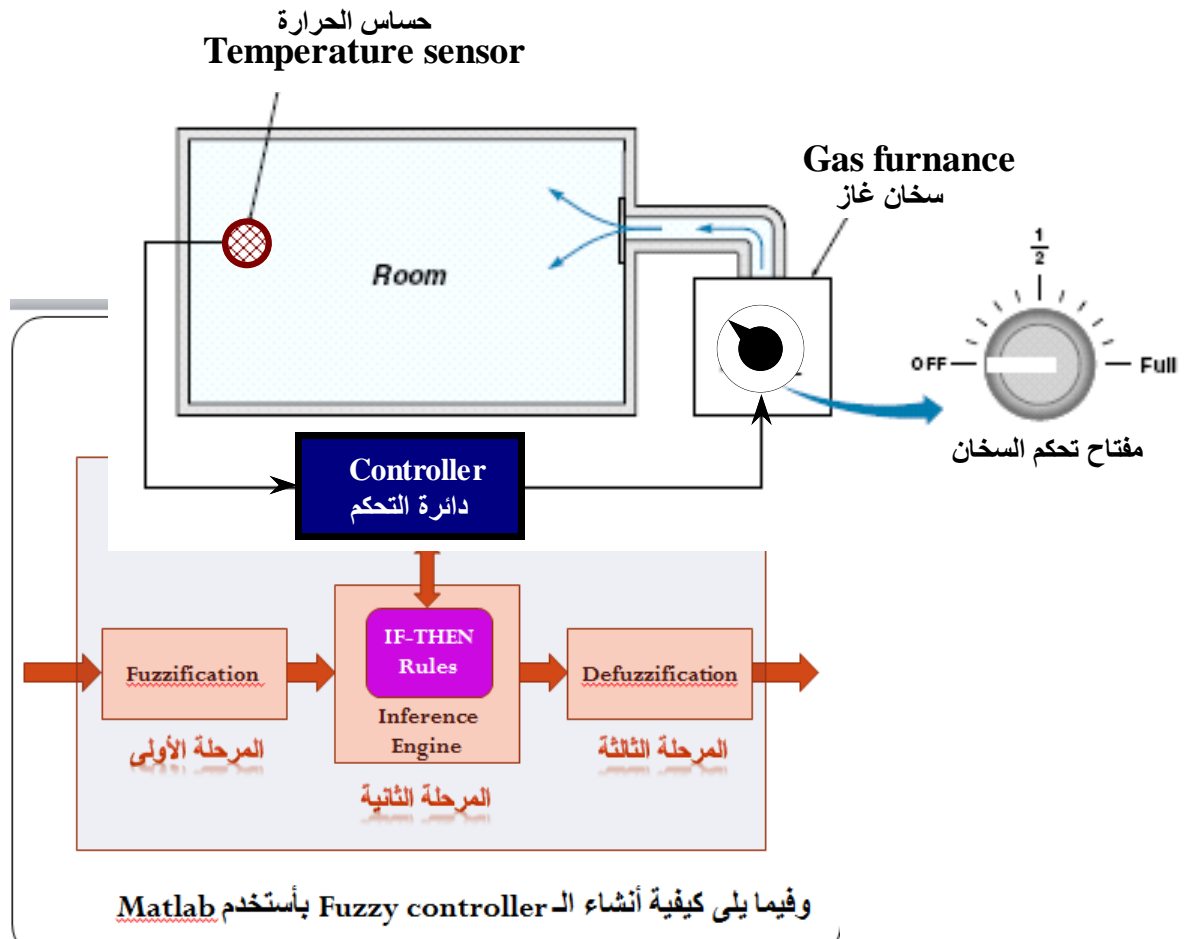 حساس الحرارة
Temperature sensor
Gas furnance
سخان غاز
Room
1
2
OFF
Full
مفتاح تحكم السخان
Controller
دائرة التحكم
Fuzzification
IF-THEN
Rules
Inference
Engine
Defuzzification
المرحلة الأولى
المرحلة الثانية
المرحلة الثالثة
وفيما يلى كيفية أنشاء الـ Fuzzy controller بأستخدم Matlab